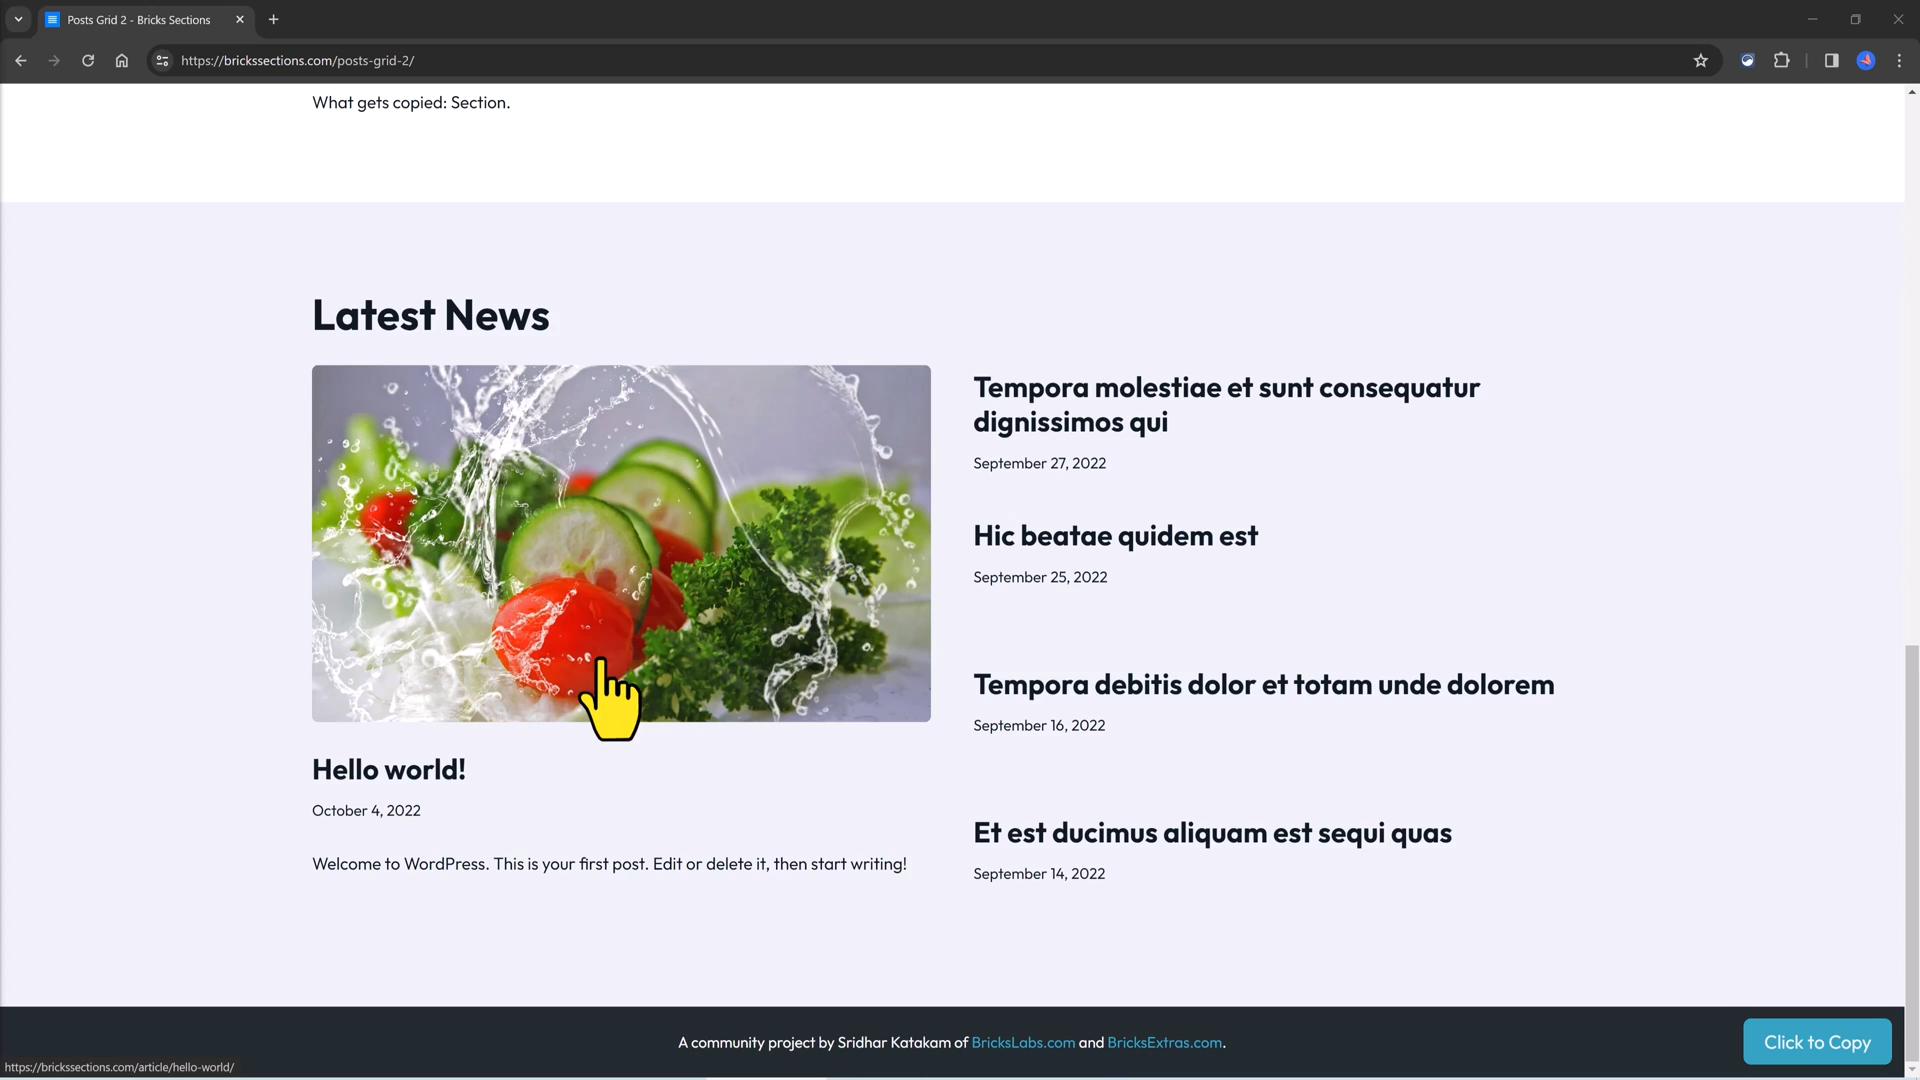 Posts Grid 2 - Bricks Sections
https://brickssections.com/posts-grid-2/
What gets copied: Section.
Latest News
Hello world!
October 4, 2022
Welcome to WordPress. This is your first post. Edit or delete it, then start writing!
Tempora molestiae et sunt consequatur
dignissimos qui
September 27, 2022
Hic beatae quidem est
September 25, 2022
Tempora debitis dolor et totam unde dolorem
September 16, 2022
Et est ducimus aliquam est sequi quas
September 14, 2022
A community project by Sridhar Katakam of BricksLabs.com and BricksExtras.com.
Click to Copy
https://brickssections.com/article/hello-world/